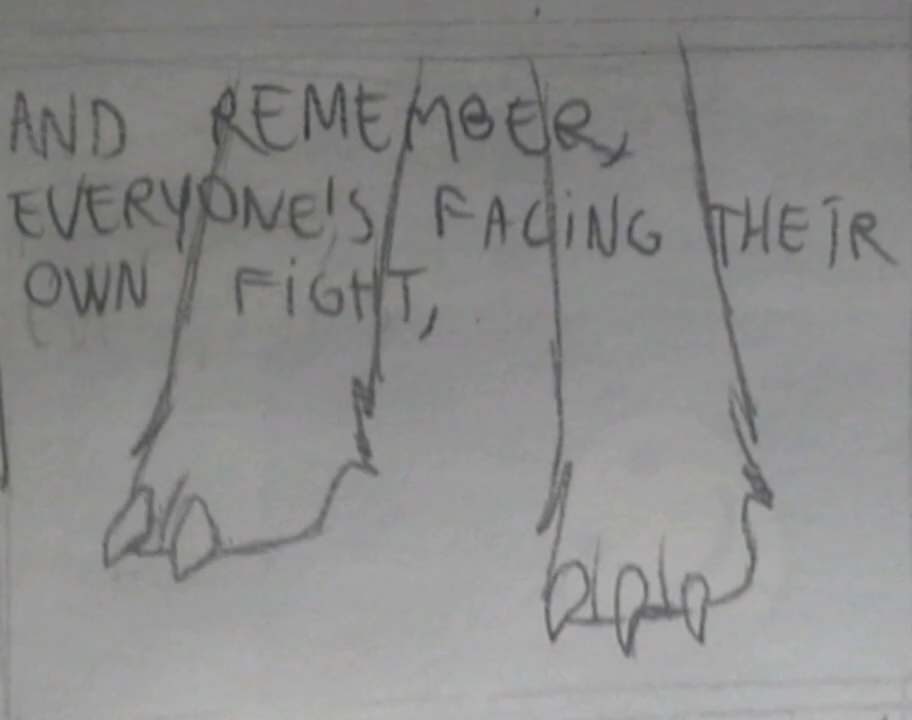 AND REMEMBER,
EVERYONE'S FACING THEIR
OWN FIGHT,